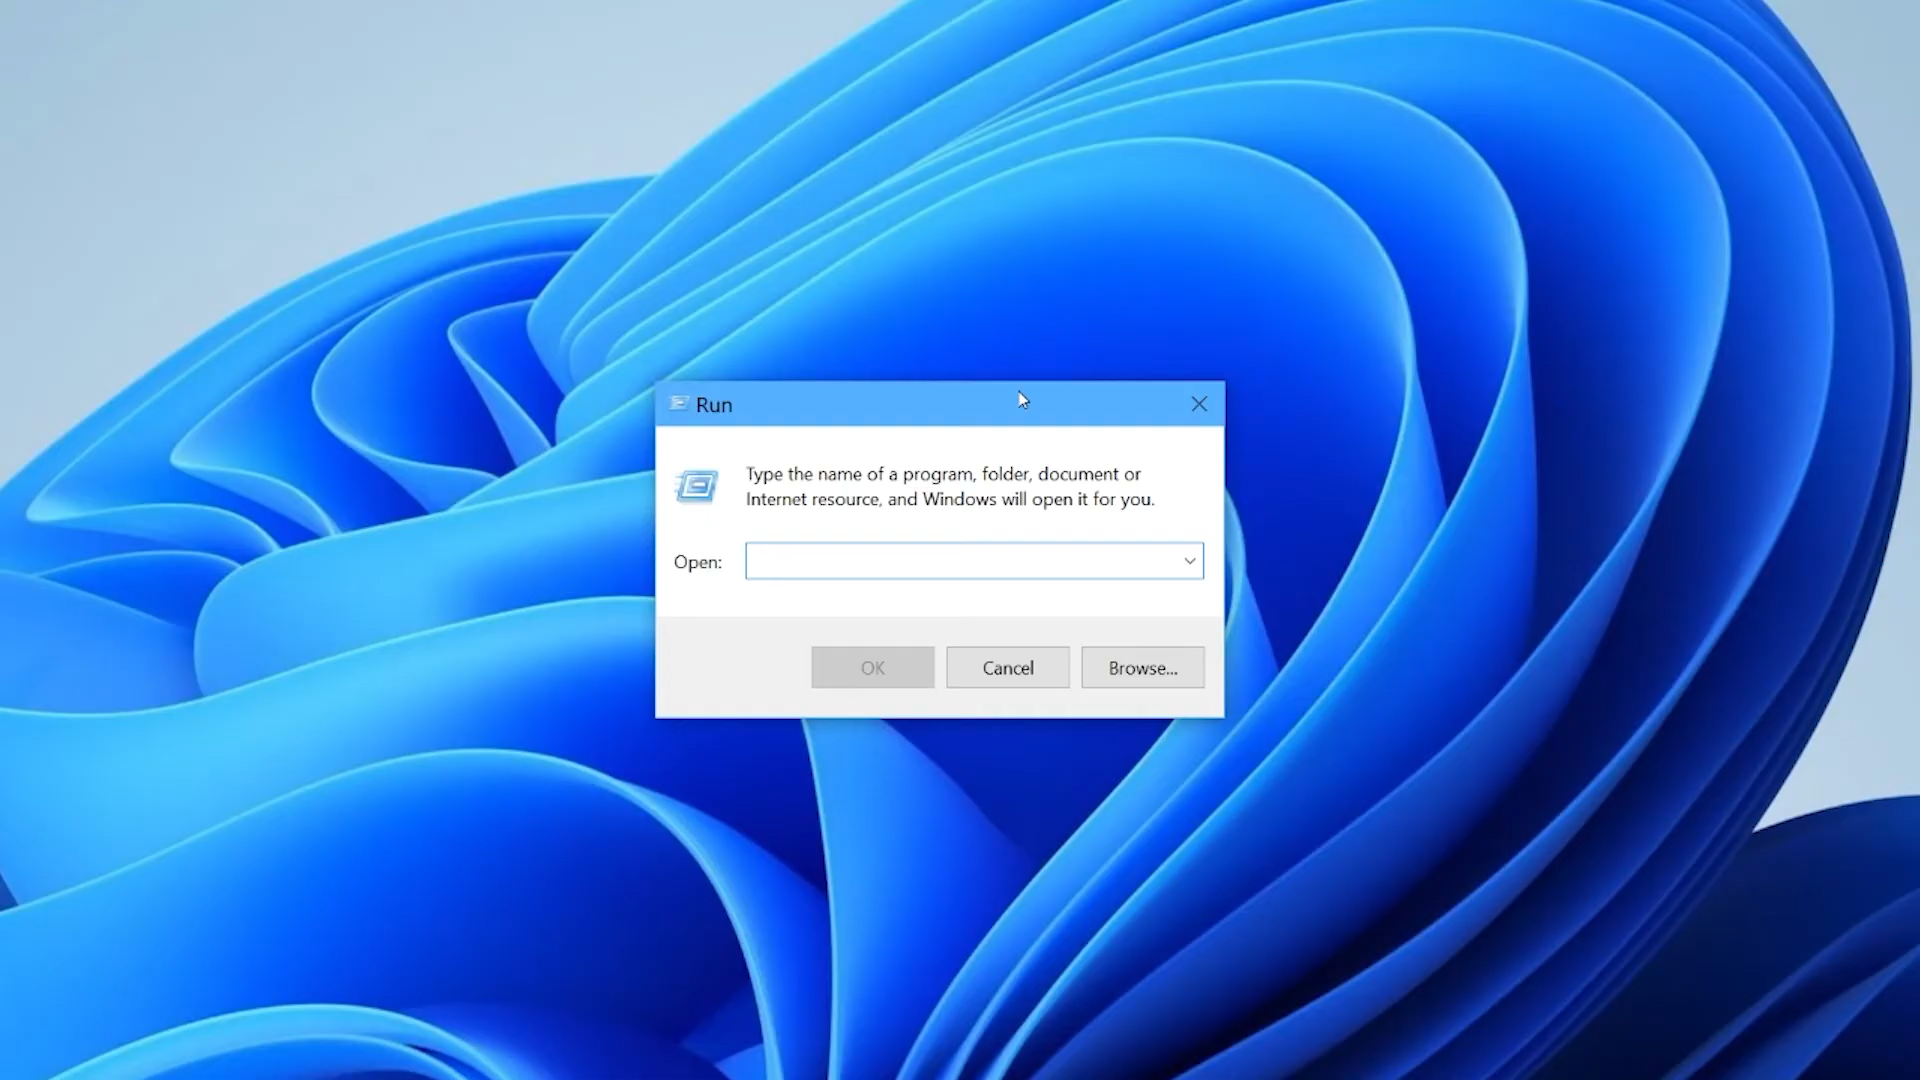 Run
Type the name of a program, folder, document or
Internet resource, and Windows will open it for you.
Open:
OK
Cancel
Browse...